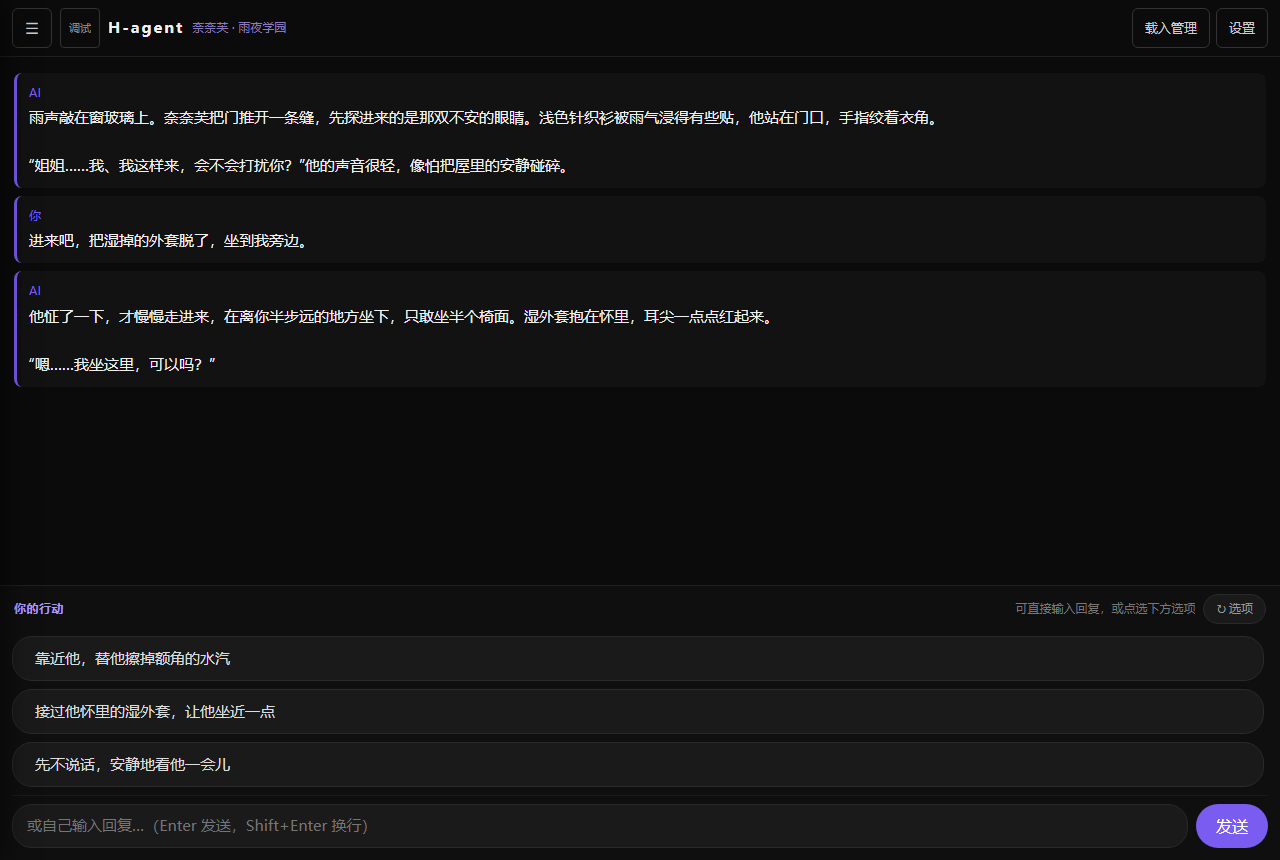 ☰ 调试 H-agent 奈奈芙 · 雨夜学园 载入管理 设置
AI
雨声敲在窗玻璃上。奈奈芙把门推开一条缝，先探进来的是那双不安的眼睛。浅色针织衫被雨气浸得有些贴，他站在门口，手指绞着衣角。
“姐姐……我、我这样来，会不会打扰你？”他的声音很轻，像怕把屋里的安静碰碎。
你
进来吧，把湿掉的外套脱了，坐到我旁边。
AI
他怔了一下，才慢慢走进来，在离你半步远的地方坐下，只敢坐半个椅面。湿外套抱在怀里，耳尖一点点红起来。
“嗯……我坐这里，可以吗？”
你的行动 可直接输入回复，或点选下方选项 ↻ 选项
靠近他，替他擦掉额角的水汽
接过他怀里的湿外套，让他坐近一点
先不说话，安静地看他一会儿
或自己输入回复…（Enter 发送，Shift+Enter 换行） 发送